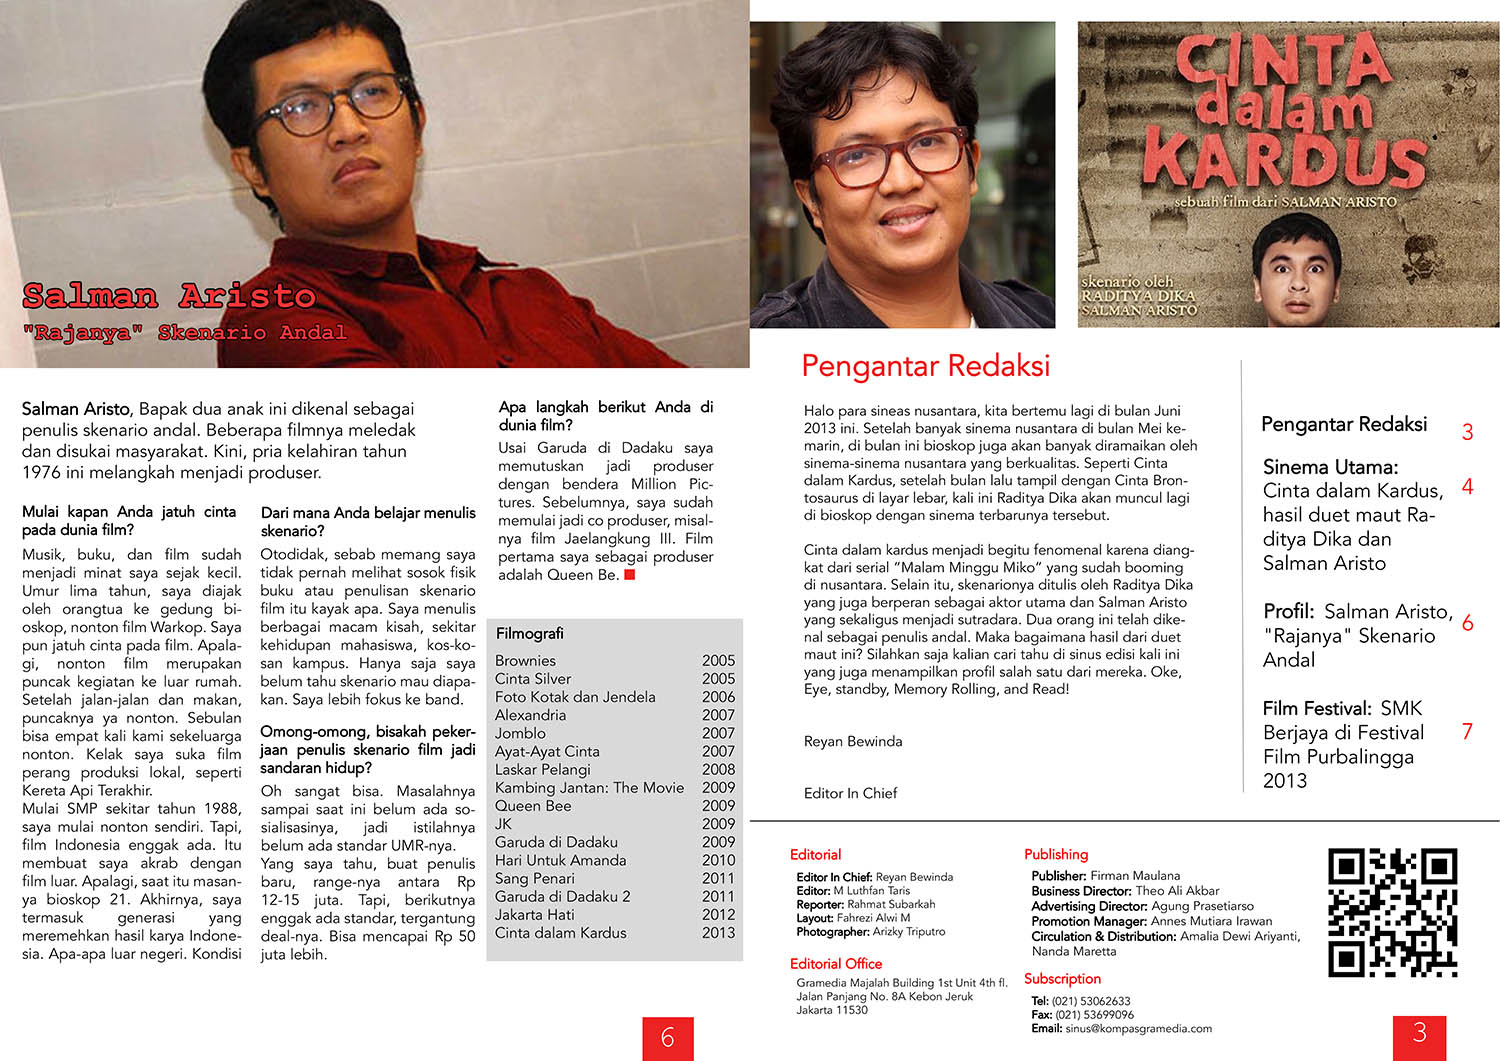 Salman Aristo
"Rajanya" Skenario Andal
Salman Aristo, Bapak dua anak ini dikenal sebagai
penulis skenario andal. Beberapa filmnya meledak
dan disukai masyarakat. Kini, pria kelahiran tahun
1976 ini melangkah menjadi produser.
Mulai kapan Anda jatuh cinta
pada dunia film?
Musik, buku, dan film sudah
menjadi minat saya sejak kecil.
Umur lima tahun, saya diajak
oleh orangtua ke gedung bi-
oskop, nonton film Warkop. Saya
pun jatuh cinta pada film. Apala-
gi, nonton film merupakan
puncak kegiatan ke luar rumah.
Setelah jalan-jalan dan makan,
puncaknya ya nonton. Sebulan
bisa empat kali kami sekeluarga
nonton. Kelak saya suka film
perang produksi lokal, seperti
Kereta Api Terakhir.
Mulai SMP sekitar tahun 1988,
saya mulai nonton sendiri. Tapi,
film Indonesia enggak ada. Itu
membuat saya akrab dengan
film luar. Apalagi, saat itu masan-
ya bioskop 21. Akhirnya, saya
termasuk generasi yang
meremehkan hasil karya Indone-
sia. Apa-apa luar negeri. Kondisi
Dari mana Anda belajar menulis
skenario?
Otodidak, sebab memang saya
tidak pernah melihat sosok fisik
buku atau penulisan skenario
film itu kayak apa. Saya menulis
berbagai macam kisah, sekitar
kehidupan mahasiswa, kos-ko-
san kampus. Hanya saja saya
belum tahu skenario mau diapa-
kan. Saya lebih fokus ke band.
Omong-omong, bisakah peker-
jaan penulis skenario film jadi
sandaran hidup?
Oh sangat bisa. Masalahnya
sampai saat ini belum ada so-
sialisasinya, jadi istilahnya
belum ada standar UMR-nya.
Yang saya tahu, buat penulis
baru, range-nya antara Rp
12-15 juta. Tapi, berikutnya
enggak ada standar, tergantung
deal-nya. Bisa mencapai Rp 50
juta lebih.
Apa langkah berikut Anda di
dunia film?
Usai Garuda di Dadaku saya
memutuskan jadi produser
dengan bendera Million Pic-
tures. Sebelumnya, saya sudah
memulai jadi co produser, misal-
nya film Jaelangkung III. Film
pertama saya sebagai produser
adalah Queen Be.
Filmografi
Brownies 2005
Cinta Silver 2005
Foto Kotak dan Jendela 2006
Alexandria 2007
Jomblo 2007
Ayat-Ayat Cinta 2007
Laskar Pelangi 2008
Kambing Jantan: The Movie 2009
Queen Bee 2009
JK 2009
Garuda di Dadaku 2009
Hari Untuk Amanda 2010
Sang Penari 2011
Garuda di Dadaku 2 2011
Jakarta Hati 2012
Cinta dalam Kardus 2013
6
CINTA
dalam
KARDUS
sebuah film dari SALMAN ARISTO
skenario oleh
RADITYA DIKA
SALMAN ARISTO
Pengantar Redaksi
Halo para sineas nusantara, kita bertemu lagi di bulan Juni
2013 ini. Setelah banyak sinema nusantara di bulan Mei ke-
marin, di bulan ini bioskop juga akan banyak diramaikan oleh
sinema-sinema nusantara yang berkualitas. Seperti Cinta
dalam Kardus, setelah bulan lalu tampil dengan Cinta Bron-
tosaurus di layar lebar, kali ini Raditya Dika akan muncul lagi
di bioskop dengan sinema terbarunya tersebut.
Cinta dalam kardus menjadi begitu fenomenal karena diang-
kat dari serial "Malam Minggu Miko" yang sudah booming
di nusantara. Selain itu, skenarionya ditulis oleh Raditya Dika
yang juga berperan sebagai aktor utama dan Salman Aristo
yang sekaligus menjadi sutradara. Dua orang ini telah dike-
nal sebagai penulis andal. Maka bagaimana hasil dari duet
maut ini? Silahkan saja kalian cari tahu di sinus edisi kali ini
yang juga menampilkan profil salah satu dari mereka. Oke,
Eye, standby, Memory Rolling, and Read!
Reyan Bewinda
Editor In Chief
Pengantar Redaksi 3
Sinema Utama:
Cinta dalam Kardus, 4
hasil duet maut Ra-
ditya Dika dan
Salman Aristo
Profil: Salman Aristo, 6
"Rajanya" Skenario
Andal
Film Festival: SMK
Berjaya di Festival 7
Film Purbalingga
2013
Editorial
Editor In Chief: Reyan Bewinda
Editor: M Luthfan Taris
Reporter: Rahmat Subarkah
Layout: Fahrezi Alwi M
Photographer: Arizky Triputro
Editorial Office
Gramedia Majalah Building 1st Unit 4th fl.
Jalan Panjang No. 8A Kebon Jeruk
Jakarta 11530
Publishing
Publisher: Firman Maulana
Business Director: Theo Ali Akbar
Advertising Director: Agung Prasetiarso
Promotion Manager: Annes Mutiara Irawan
Circulation & Distribution: Amalia Dewi Ariyanti,
Nanda Maretta
Subscription
Tel: (021) 53062633
Fax: (021) 53699096
Email: sinus@kompasgramedia.com
3